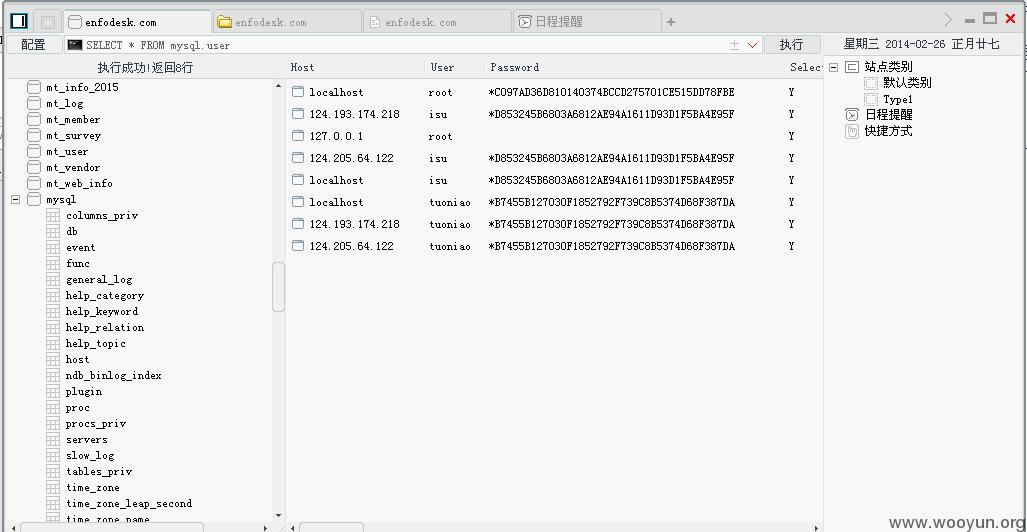 enfodesk.com
enfodesk.com
enfodesk.com
日程提醒
配置
SELECT * FROM mysql.user
执行
星期三 2014-02-26 正月廿七
执行成功!返回8行
mt_info_2015
mt_log
mt_member
mt_survey
mt_user
mt_vendor
mt_web_info
mysql
columns_priv
db
event
func
general_log
help_category
help_keyword
help_relation
help_topic
host
ndb_binlog_index
plugin
proc
procs_priv
servers
slow_log
tables_priv
time_zone
time_zone_leap_second
time_zone_name
Host User Password Select
localhost root *C097AD36D810140374BCCD275701CE515DD78FBE Y
124.193.174.218 isu *D853245B6803A6812AE94A1611D93D1F5BA4E95F Y
127.0.0.1 root Y
124.205.64.122 isu *D853245B6803A6812AE94A1611D93D1F5BA4E95F Y
localhost isu *D853245B6803A6812AE94A1611D93D1F5BA4E95F Y
localhost tuoniao *B7455B127030F1852792F739C8B5374D68F387DA Y
124.193.174.218 tuoniao *B7455B127030F1852792F739C8B5374D68F387DA Y
124.205.64.122 tuoniao *B7455B127030F1852792F739C8B5374D68F387DA Y
站点类别
默认类别
Type1
日程提醒
快捷方式
www.wooyun.org